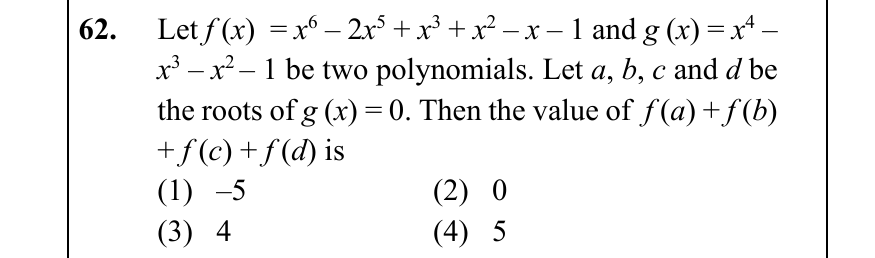 62. Let f (x) = x⁶ – 2x⁵ + x³ + x² – x – 1 and g (x) = x⁴ –
x³ – x² – 1 be two polynomials. Let a, b, c and d be
the roots of g (x) = 0. Then the value of f (a) + f (b)
+ f (c) + f (d) is
(1) –5 (2) 0
(3) 4 (4) 5